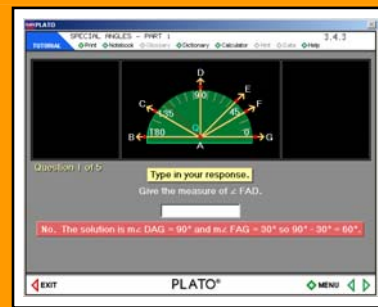 PLATO
SPECIAL ANGLES - PART 1
3.4.3
TUTORIAL Print Notebook Glossary Dictionary Calculator Hint Data Help
D
E
C
90
F
135
45
180
0
B
G
A
Question 1 of 5
Type in your response.
Give the measure of ∠ FAD.
No. The solution is m∠ DAG = 90° and m∠ FAG = 30° so 90° - 30° = 60°.
EXIT
PLATO®
MENU